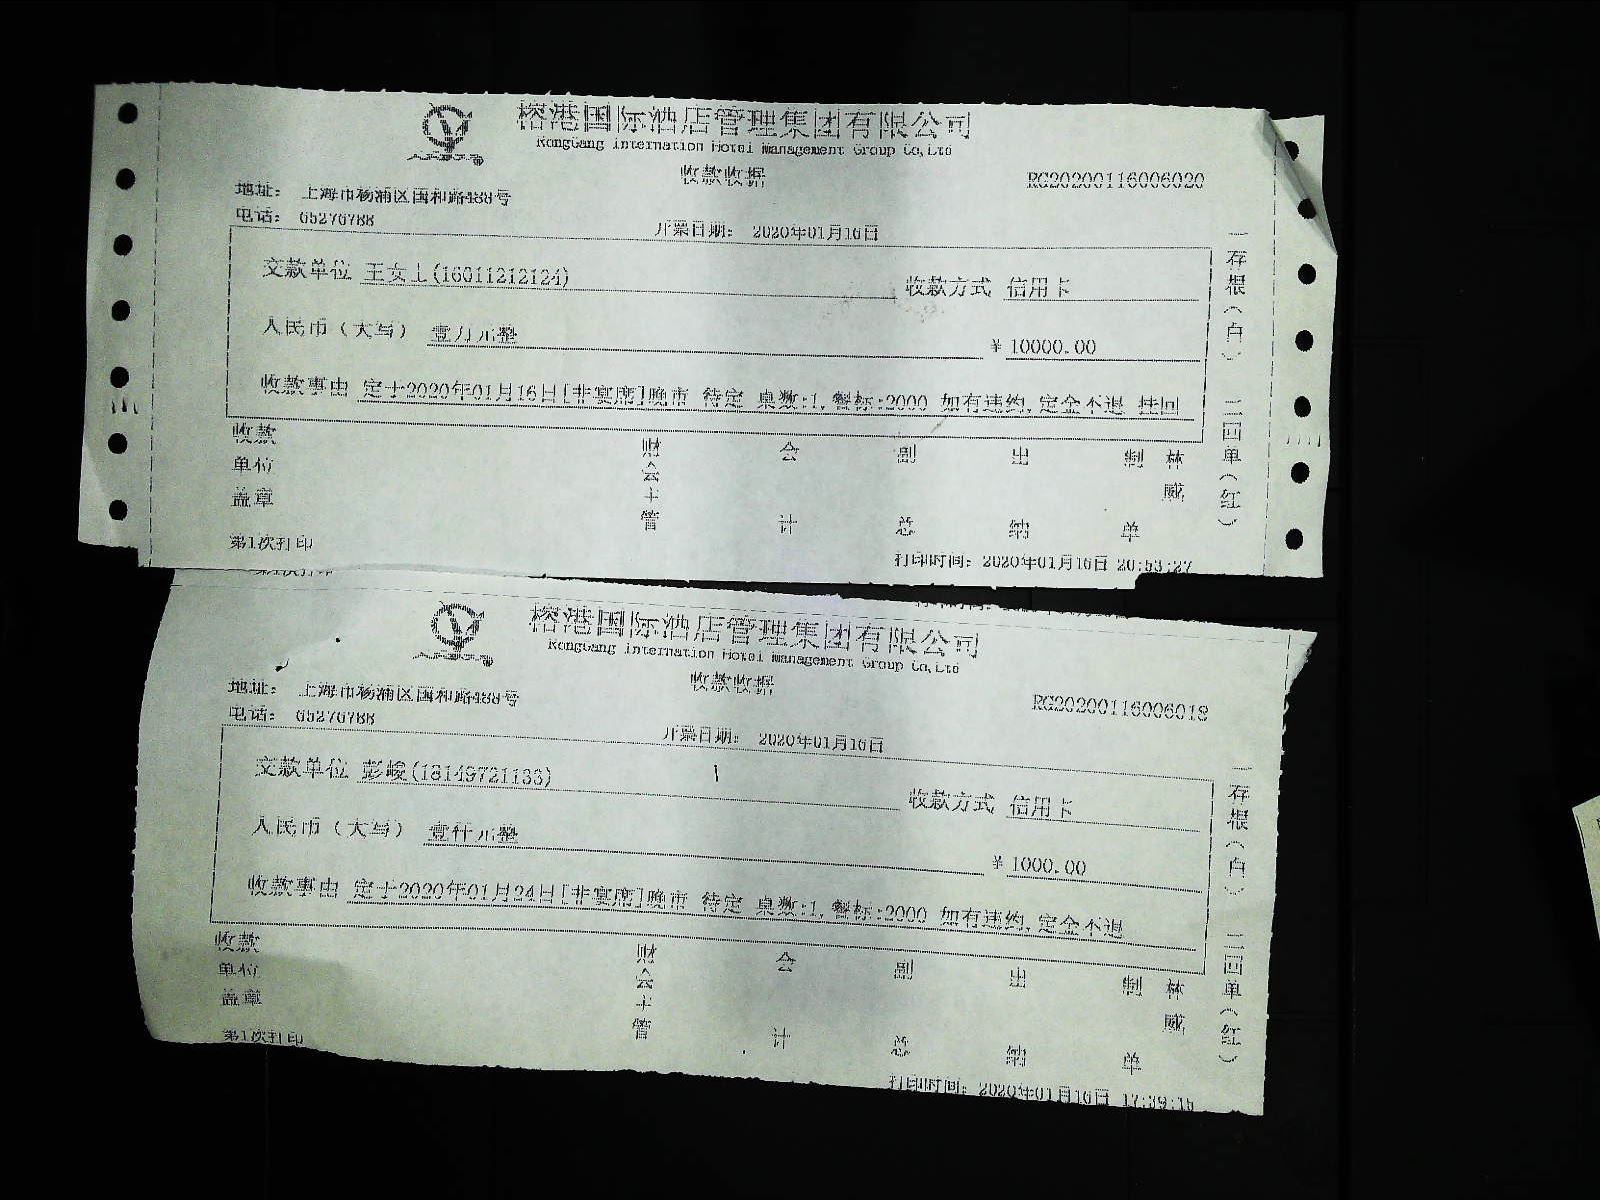 榕港国际酒店管理集团有限公司
RongGang Internation Hotel Management Group Co,Ltd
收款收据
RG20200116006020
地址： 上海市杨浦区国和路488号
电话： 65276788
开票日期： 2020年01月16日
交款单位 王女士(16011212124)
收款方式 信用卡
人民币（大写） 壹万元整
¥ 10000.00
收款事由 定于2020年01月16日[非宴席]晚市 待定 桌数:1,餐标:2000 如有违约,定金不退 挂回
一存根（白） 二回单（红）
收款单位盖章
财会主管
会计
副总
出纳
制单
林威
第1次打印
打印时间：2020年01月16日 20:53:27
第1次打印
榕港国际酒店管理集团有限公司
RongGang Internation Hotel Management Group Co,Ltd
收款收据
RG20200116006018
地址： 上海市杨浦区国和路488号
电话： 65276788
开票日期： 2020年01月16日
交款单位 彭峻(18149721133)
收款方式 信用卡
人民币（大写） 壹仟元整
¥ 1000.00
收款事由 定于2020年01月24日[非宴席]晚市 待定 桌数:1,餐标:2000 如有违约,定金不退
一存根（白） 二回单（红）
收款单位盖章
财会主管
会计
副总
出纳
制单
林威
第1次打印
打印时间：2020年01月16日 17:39:16